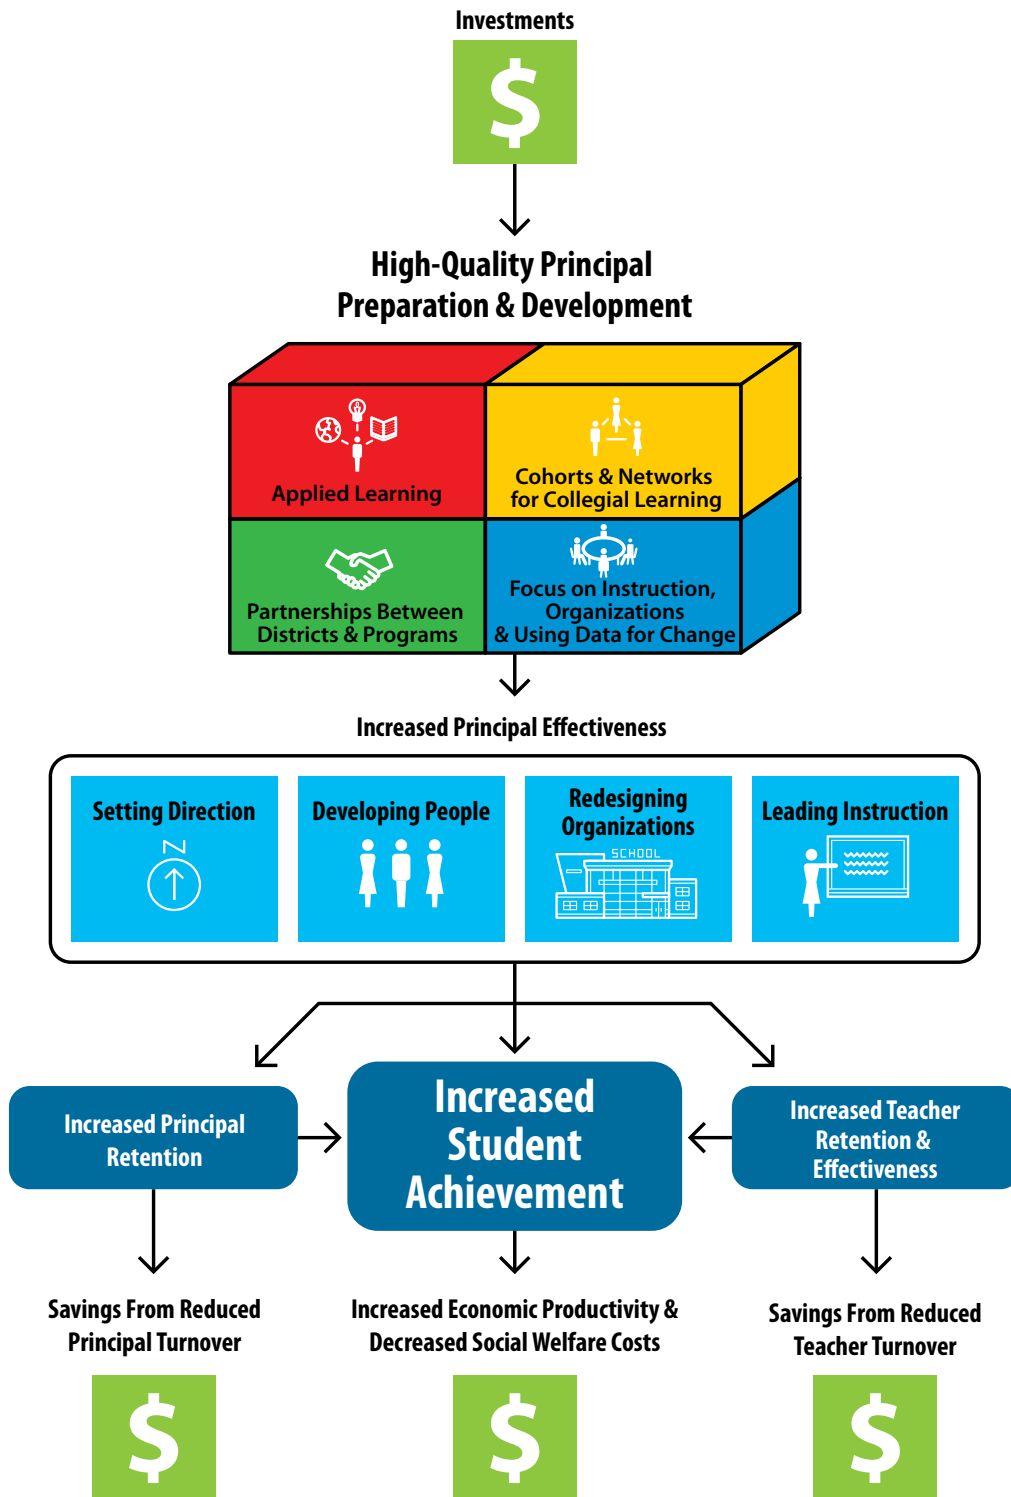 Investments
$
High-Quality Principal
Preparation & Development
Applied Learning
Cohorts & Networks
for Collegial Learning
Partnerships Between
Districts & Programs
Focus on Instruction,
Organizations
& Using Data for Change
Increased Principal Effectiveness
Setting Direction
N
Developing People
Redesigning
Organizations
SCHOOL
Leading Instruction
Increased Principal
Retention
Increased
Student
Achievement
Increased Teacher
Retention &
Effectiveness
Savings From Reduced
Principal Turnover
$
Increased Economic Productivity &
Decreased Social Welfare Costs
$
Savings From Reduced
Teacher Turnover
$